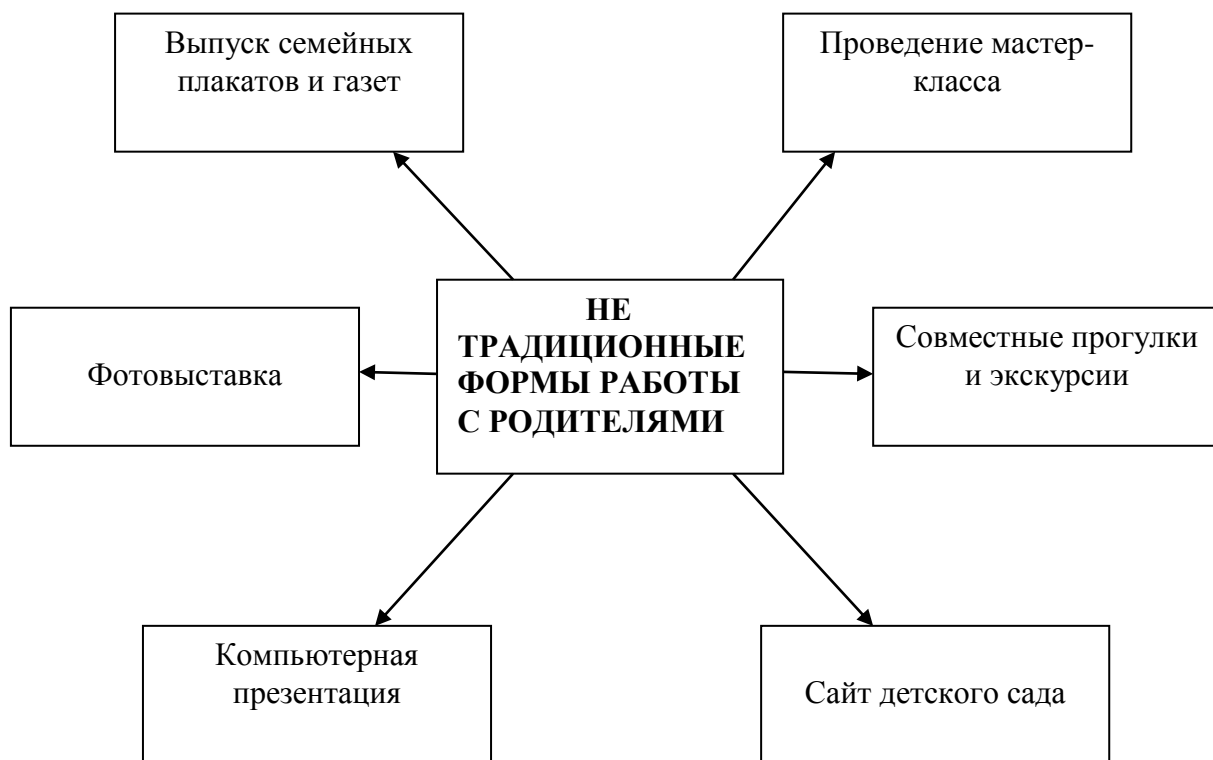 Выпуск семейных
плакатов и газет
Проведение мастер-
класса
НЕ
ТРАДИЦИОННЫЕ
ФОРМЫ РАБОТЫ
С РОДИТЕЛЯМИ
Фотовыставка
Совместные прогулки
и экскурсии
Компьютерная
презентация
Сайт детского сада